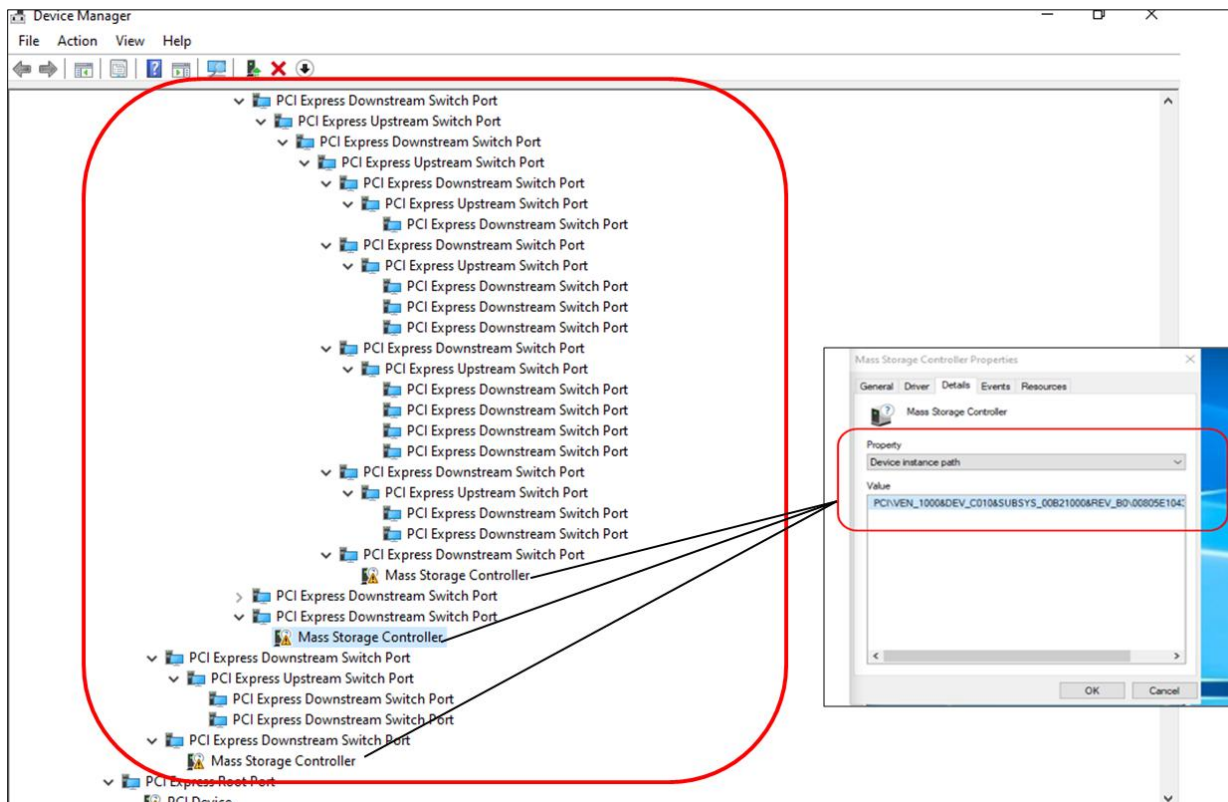 Device Manager
File Action View Help
PCI Express Downstream Switch Port
PCI Express Upstream Switch Port
PCI Express Downstream Switch Port
PCI Express Upstream Switch Port
PCI Express Downstream Switch Port
PCI Express Upstream Switch Port
PCI Express Downstream Switch Port
PCI Express Downstream Switch Port
PCI Express Upstream Switch Port
PCI Express Downstream Switch Port
PCI Express Downstream Switch Port
PCI Express Downstream Switch Port
PCI Express Downstream Switch Port
PCI Express Upstream Switch Port
PCI Express Downstream Switch Port
PCI Express Downstream Switch Port
PCI Express Downstream Switch Port
PCI Express Downstream Switch Port
PCI Express Downstream Switch Port
PCI Express Upstream Switch Port
PCI Express Downstream Switch Port
PCI Express Downstream Switch Port
PCI Express Downstream Switch Port
Mass Storage Controller
PCI Express Downstream Switch Port
PCI Express Downstream Switch Port
Mass Storage Controller
PCI Express Downstream Switch Port
PCI Express Upstream Switch Port
PCI Express Downstream Switch Port
PCI Express Downstream Switch Port
PCI Express Downstream Switch Port
Mass Storage Controller
PCI Express Root Port
PCI Device
Mass Storage Controller Properties
General Driver Details Events Resources
Mass Storage Controller
Property
Device instance path
Value
PCI\VEN_1000&DEV_C010&SUBSYS_00B21000&REV_B0\00805E104
OK Cancel